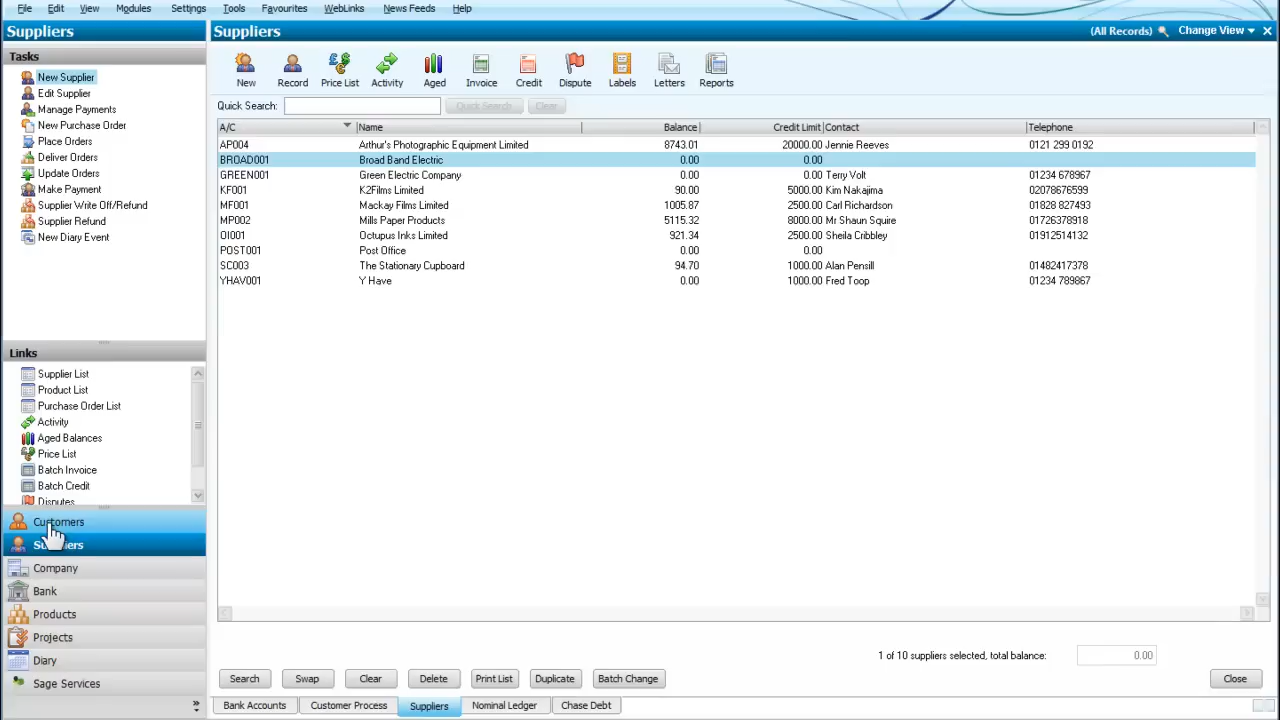 File Edit View Modules Settings Tools Favourites WebLinks News Feeds Help
Suppliers
Tasks
New Supplier
Edit Supplier
Manage Payments
New Purchase Order
Place Orders
Deliver Orders
Update Orders
Make Payment
Supplier Write Off/Refund
Supplier Refund
New Diary Event
Links
Supplier List
Product List
Purchase Order List
Activity
Aged Balances
Price List
Batch Invoice
Batch Credit
Disputes
Customers
Suppliers
Company
Bank
Products
Projects
Diary
Sage Services
Suppliers (All Records) Change View
New Record Price List Activity Aged Invoice Credit Dispute Labels Letters Reports
Quick Search: Quick Search Clear
A/C Name Balance Credit Limit Contact Telephone
AP004 Arthur's Photographic Equipment Limited 8743.01 20000.00 Jennie Reeves 0121 299 0192
BROAD001 Broad Band Electric 0.00 0.00
GREEN001 Green Electric Company 0.00 0.00 Terry Volt 01234 678967
KF001 K2Films Limited 90.00 5000.00 Kim Nakajima 02078676599
MF001 Mackay Films Limited 1005.87 2500.00 Carl Richardson 01828 827493
MP002 Mills Paper Products 5115.32 8000.00 Mr Shaun Squire 01726378918
OI001 Octupus Inks Limited 921.34 2500.00 Sheila Cribbley 01912514132
POST001 Post Office 0.00 0.00
SC003 The Stationary Cupboard 94.70 1000.00 Alan Pensill 01482417378
YHAV001 Y Have 0.00 1000.00 Fred Toop 01234 789867
1 of 10 suppliers selected, total balance: 0.00
Search Swap Clear Delete Print List Duplicate Batch Change Close
Bank Accounts Customer Process Suppliers Nominal Ledger Chase Debt